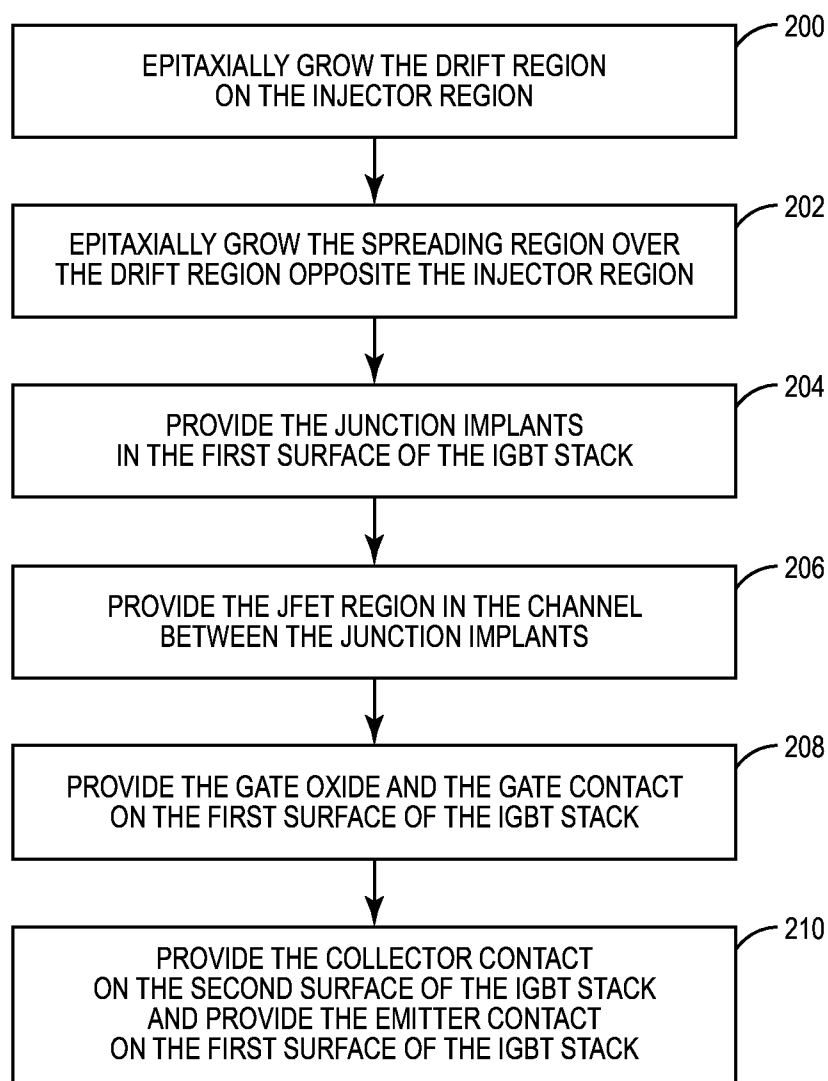 200
EPITAXIALLY GROW THE DRIFT REGION
ON THE INJECTOR REGION
202
EPITAXIALLY GROW THE SPREADING REGION OVER
THE DRIFT REGION OPPOSITE THE INJECTOR REGION
204
PROVIDE THE JUNCTION IMPLANTS
IN THE FIRST SURFACE OF THE IGBT STACK
206
PROVIDE THE JFET REGION IN THE CHANNEL
BETWEEN THE JUNCTION IMPLANTS
208
PROVIDE THE GATE OXIDE AND THE GATE CONTACT
ON THE FIRST SURFACE OF THE IGBT STACK
210
PROVIDE THE COLLECTOR CONTACT
ON THE SECOND SURFACE OF THE IGBT STACK
AND PROVIDE THE EMITTER CONTACT
ON THE FIRST SURFACE OF THE IGBT STACK